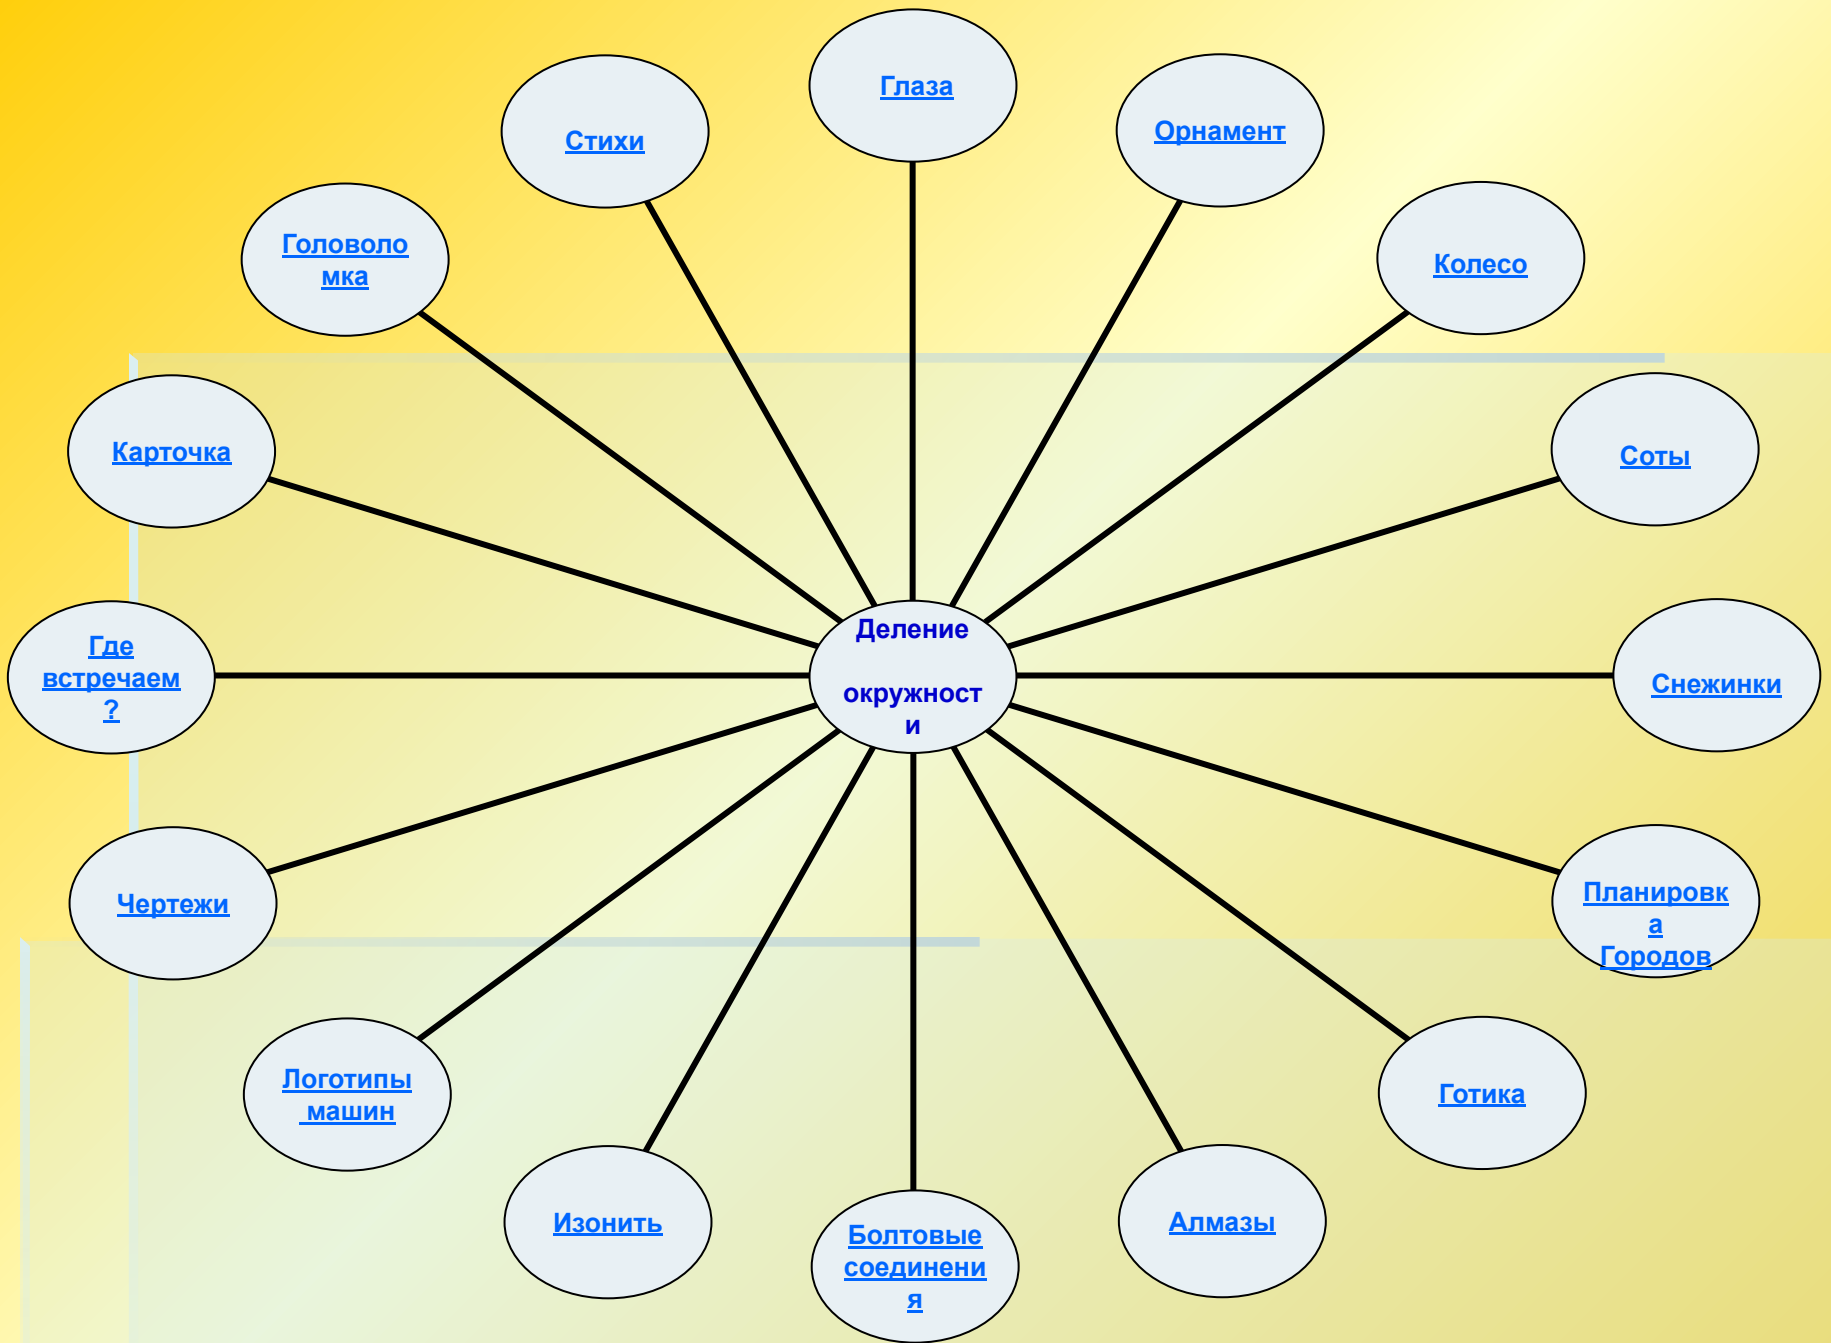 Глаза
Орнамент
Стихи
Головоло
мка
Колесо
Карточка
Соты
Деление
окружност
и
Где
встречаем
?
Снежинки
Чертежи
Планировк
а
Городов
Логотипы
машин
Готика
Изонить
Алмазы
Болтовые
соединени
я